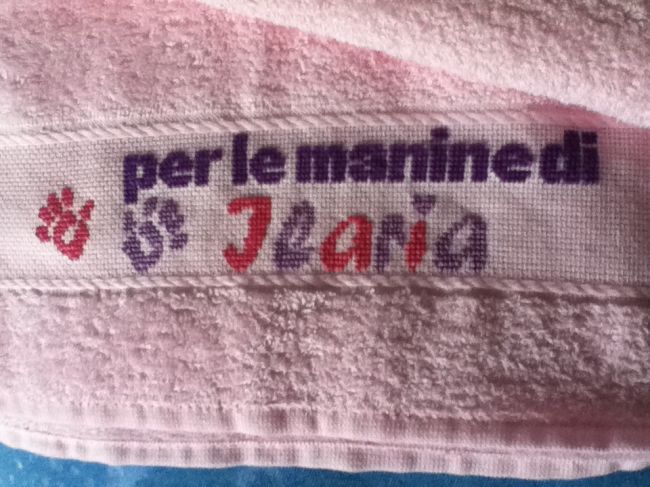 per le manine di
Ilaria